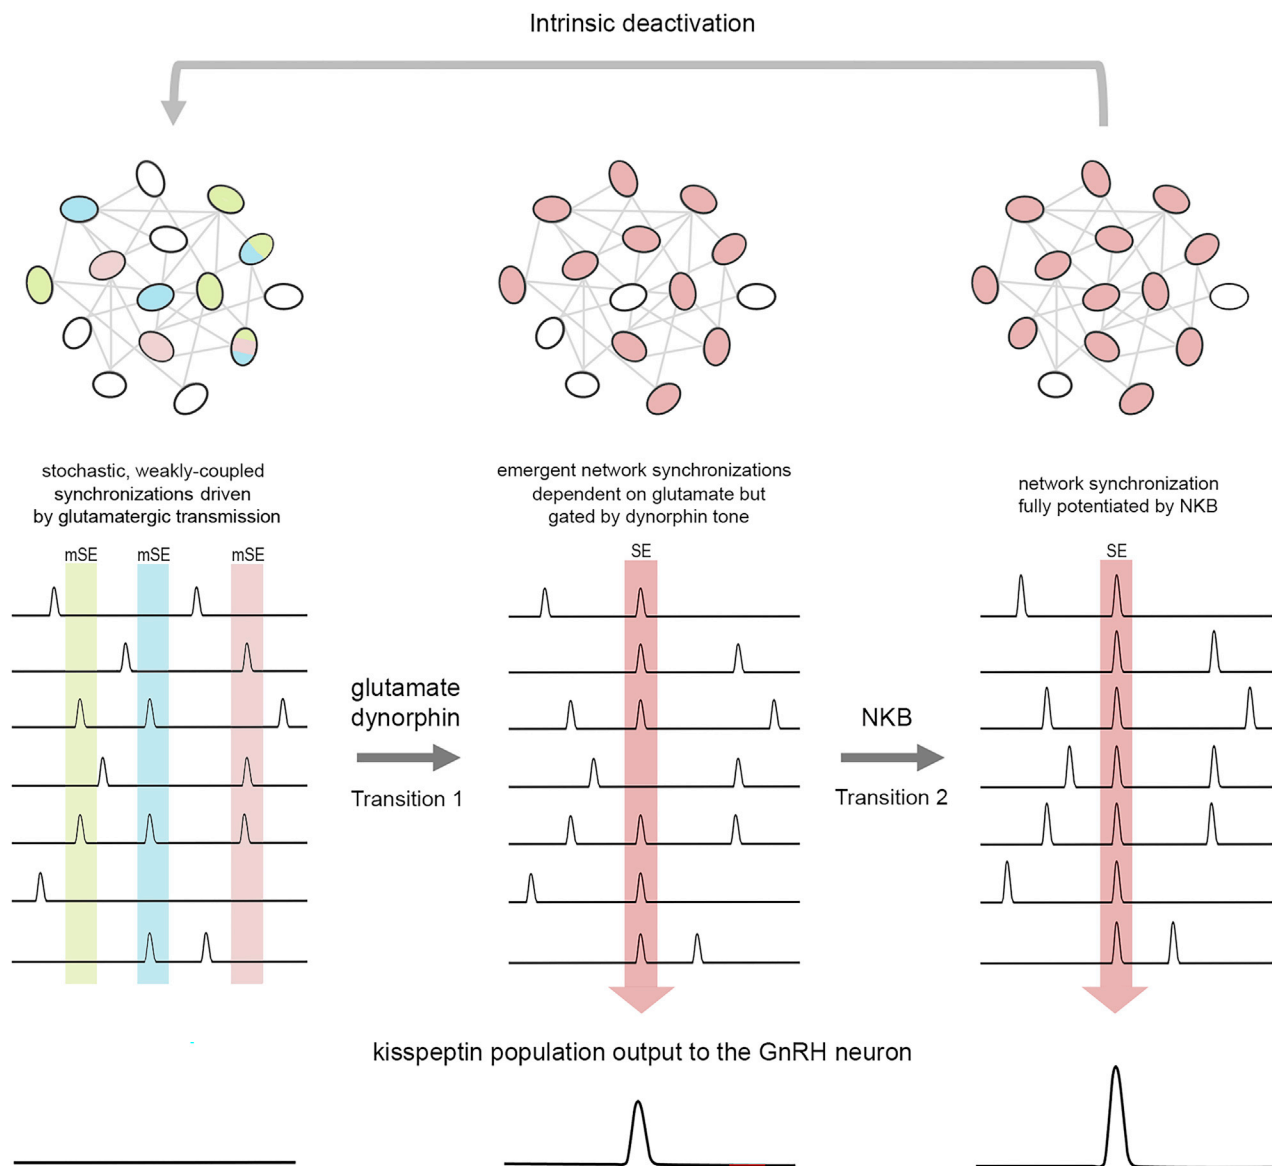 Intrinsic deactivation
stochastic, weakly-coupled
synchronizations driven
by glutamatergic transmission
emergent network synchronizations
dependent on glutamate but
gated by dynorphin tone
network synchronization
fully potentiated by NKB
mSE mSE mSE
SE
SE
glutamate
dynorphin
Transition 1
NKB
Transition 2
kisspeptin population output to the GnRH neuron